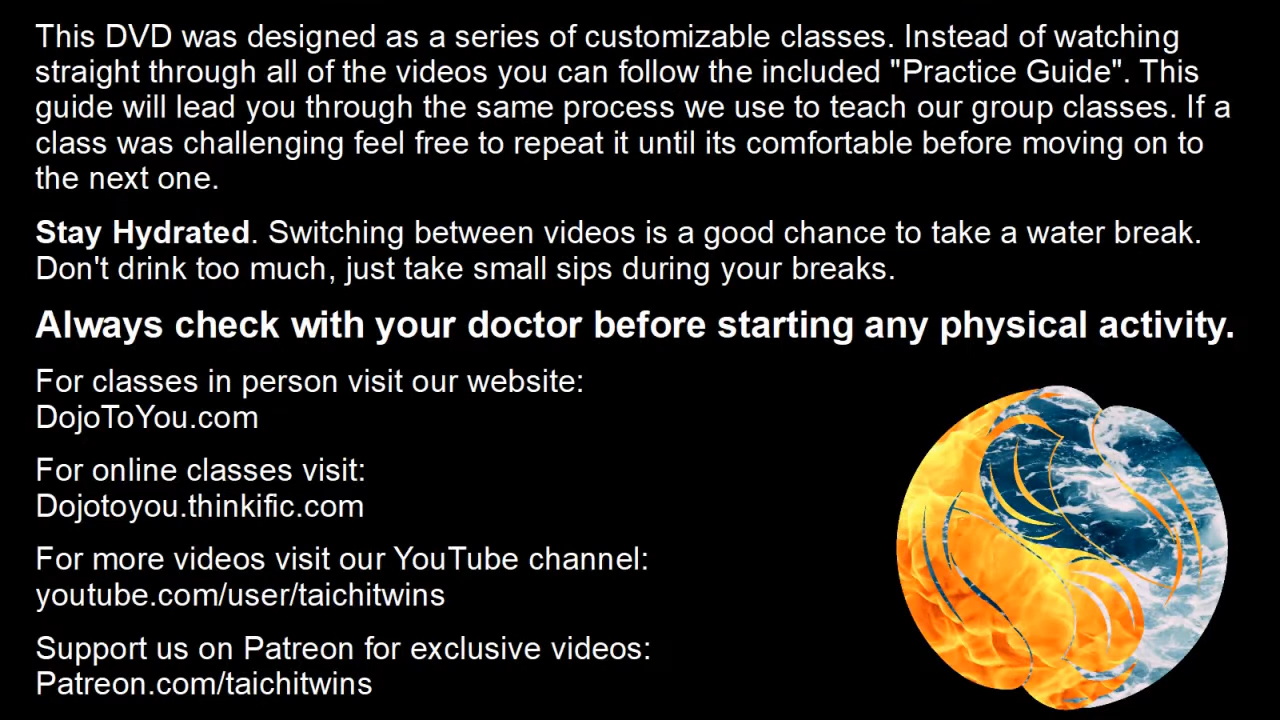 This DVD was designed as a series of customizable classes. Instead of watching
straight through all of the videos you can follow the included "Practice Guide". This
guide will lead you through the same process we use to teach our group classes. If a
class was challenging feel free to repeat it until its comfortable before moving on to
the next one.
Stay Hydrated. Switching between videos is a good chance to take a water break.
Don't drink too much, just take small sips during your breaks.
Always check with your doctor before starting any physical activity.
For classes in person visit our website:
DojoToYou.com
For online classes visit:
Dojotoyou.thinkific.com
For more videos visit our YouTube channel:
youtube.com/user/taichitwins
Support us on Patreon for exclusive videos:
Patreon.com/taichitwins